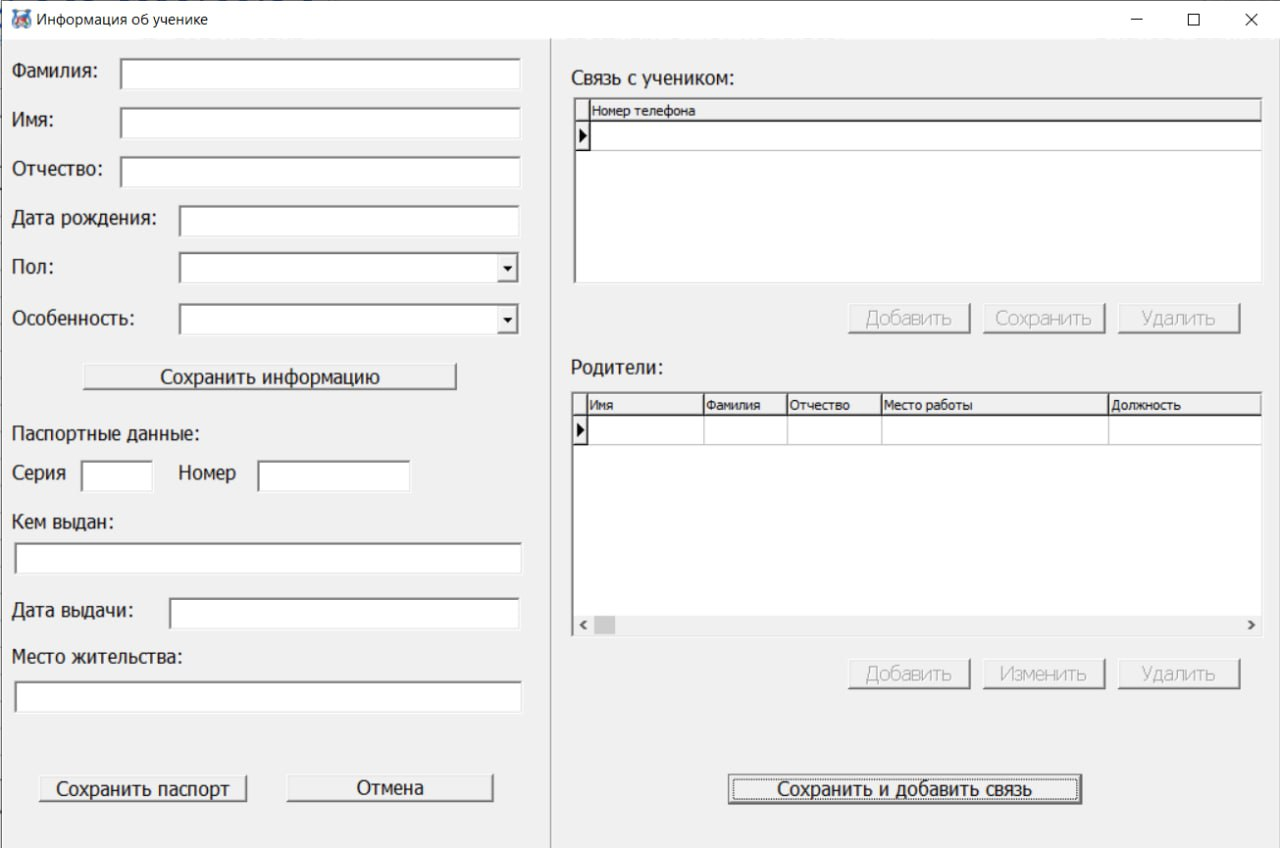 Информация об ученике
Фамилия:
Имя:
Отчество:
Дата рождения:
Пол:
Особенность:
Сохранить информацию
Паспортные данные:
Серия Номер
Кем выдан:
Дата выдачи:
Место жительства:
Сохранить паспорт Отмена
Связь с учеником:
Номер телефона
Добавить Сохранить Удалить
Родители:
Имя Фамилия Отчество Место работы Должность
Добавить Изменить Удалить
Сохранить и добавить связь